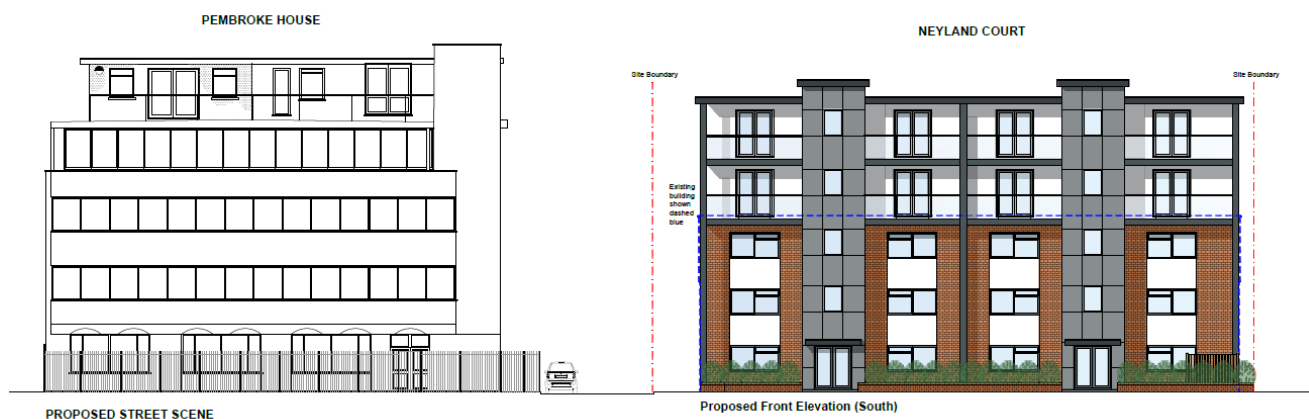 PEMBROKE HOUSE
NEYLAND COURT
Site Boundary
Site Boundary
Existing
building
shown
dashed
blue
PROPOSED STREET SCENE
Proposed Front Elevation (South)